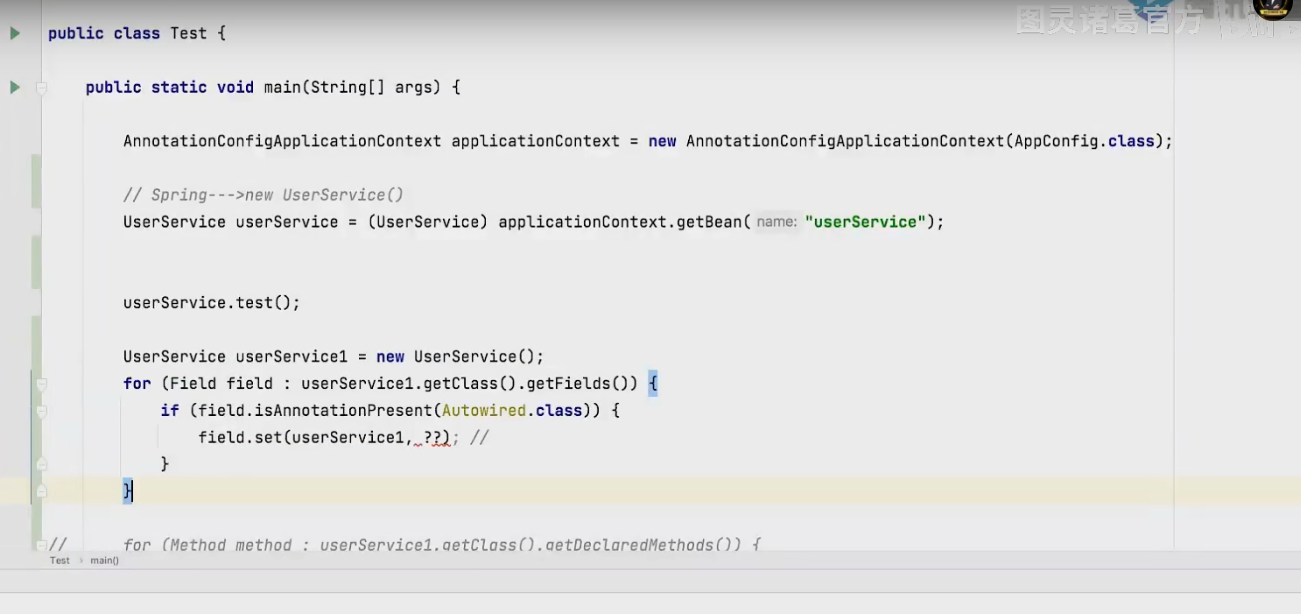 图灵诸葛官方
public class Test {
public static void main(String[] args) {
AnnotationConfigApplicationContext applicationContext = new AnnotationConfigApplicationContext(AppConfig.class);
// Spring--->new UserService()
UserService userService = (UserService) applicationContext.getBean( name: "userService");
userService.test();
UserService userService1 = new UserService();
for (Field field : userService1.getClass().getFields()) {
if (field.isAnnotationPresent(Autowired.class)) {
field.set(userService1, ??); //
}
}
// for (Method method : userService1.getClass().getDeclaredMethods()) {
Test › main()